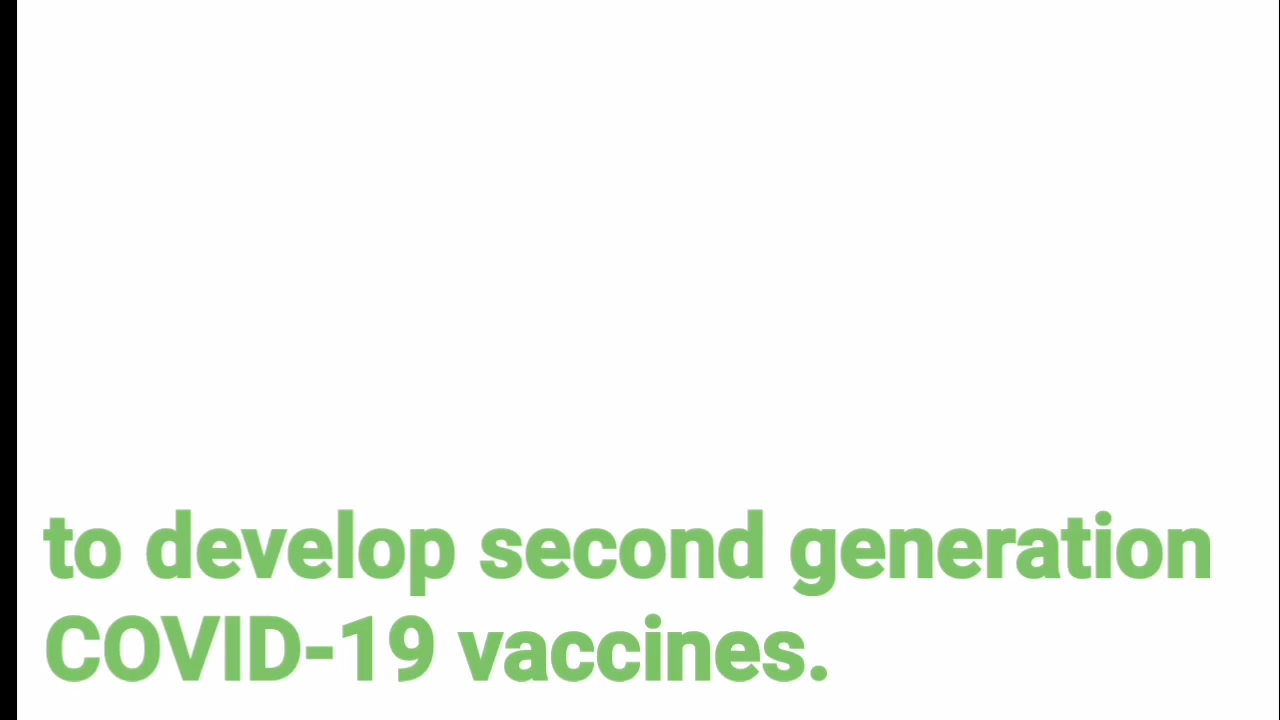 to develop second generation
COVID-19 vaccines.